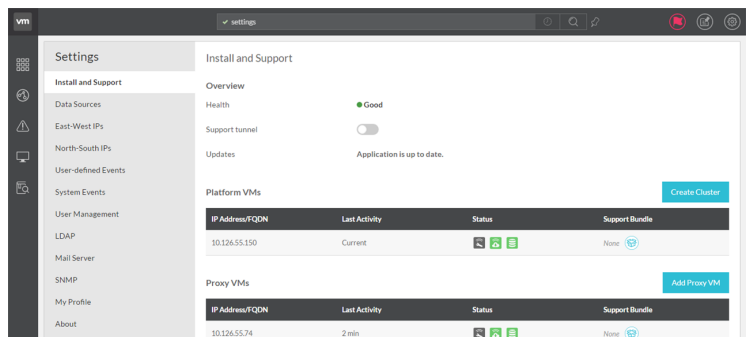 vm
settings
Settings
Install and Support
Data Sources
East-West IPs
North-South IPs
User-defined Events
System Events
User Management
LDAP
Mail Server
SNMP
My Profile
About
Install and Support
Overview
Health Good
Support tunnel
Updates Application is up to date.
Platform VMs Create Cluster
IP Address/FQDN Last Activity Status Support Bundle
10.126.55.150 Current None
Proxy VMs Add Proxy VM
IP Address/FQDN Last Activity Status Support Bundle
10.126.55.74 2 min None